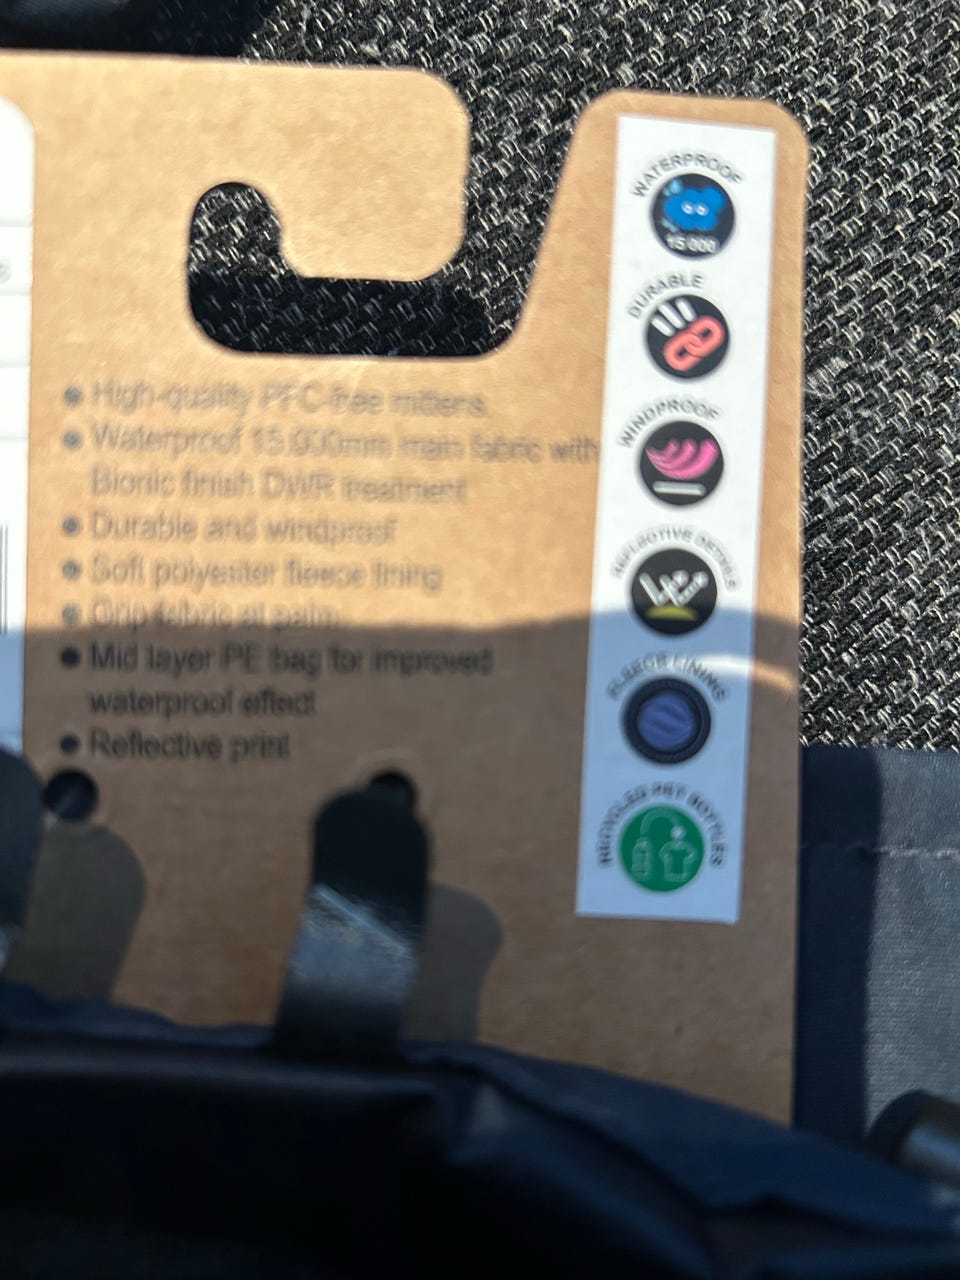 High-quality PFC-free mittens.
Waterproof 15.000mm main fabric with
Bionic finish DWR treatment
Durable and windproof
Soft polyester fleece lining
Grip fabric at palm
Mid layer PE bag for improved
waterproof effect
Reflective print
WATERPROOF
15 000
DURABLE
WINDPROOF
REFLECTIVE DETAILS
FLEECE LINING
RECYCLED PET BOTTLES